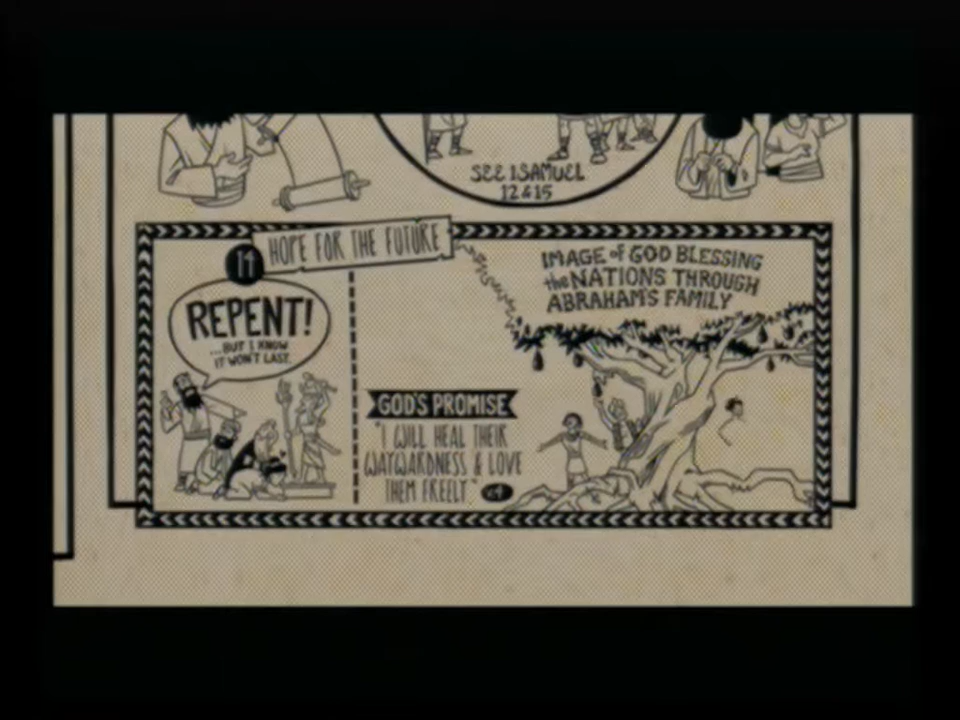 SEE 1 SAMUEL
12 & 15
14
HOPE FOR THE FUTURE
REPENT!
...BUT I KNOW
IT WON'T LAST.
IMAGE of GOD BLESSING
the NATIONS THROUGH
ABRAHAM'S FAMILY
GOD'S PROMISE
"I WILL HEAL THEIR
WAYWARDNESS & LOVE
THEM FREELY."